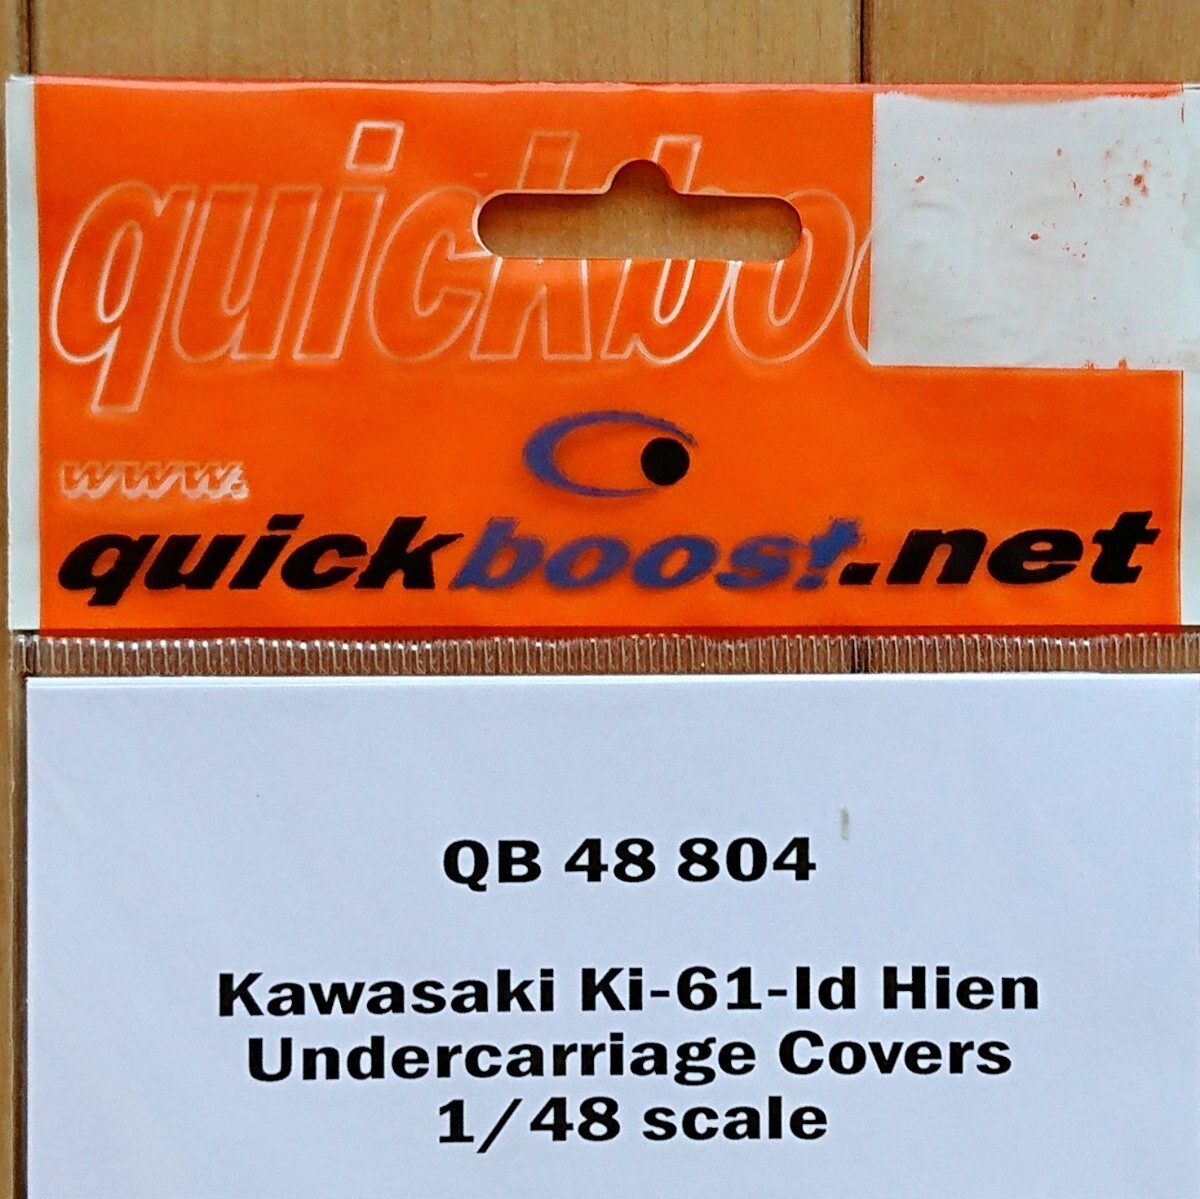 quickboo
www.
quickboost.net
QB 48 804
Kawasaki Ki-61-Id Hien
Undercarriage Covers
1/48 scale